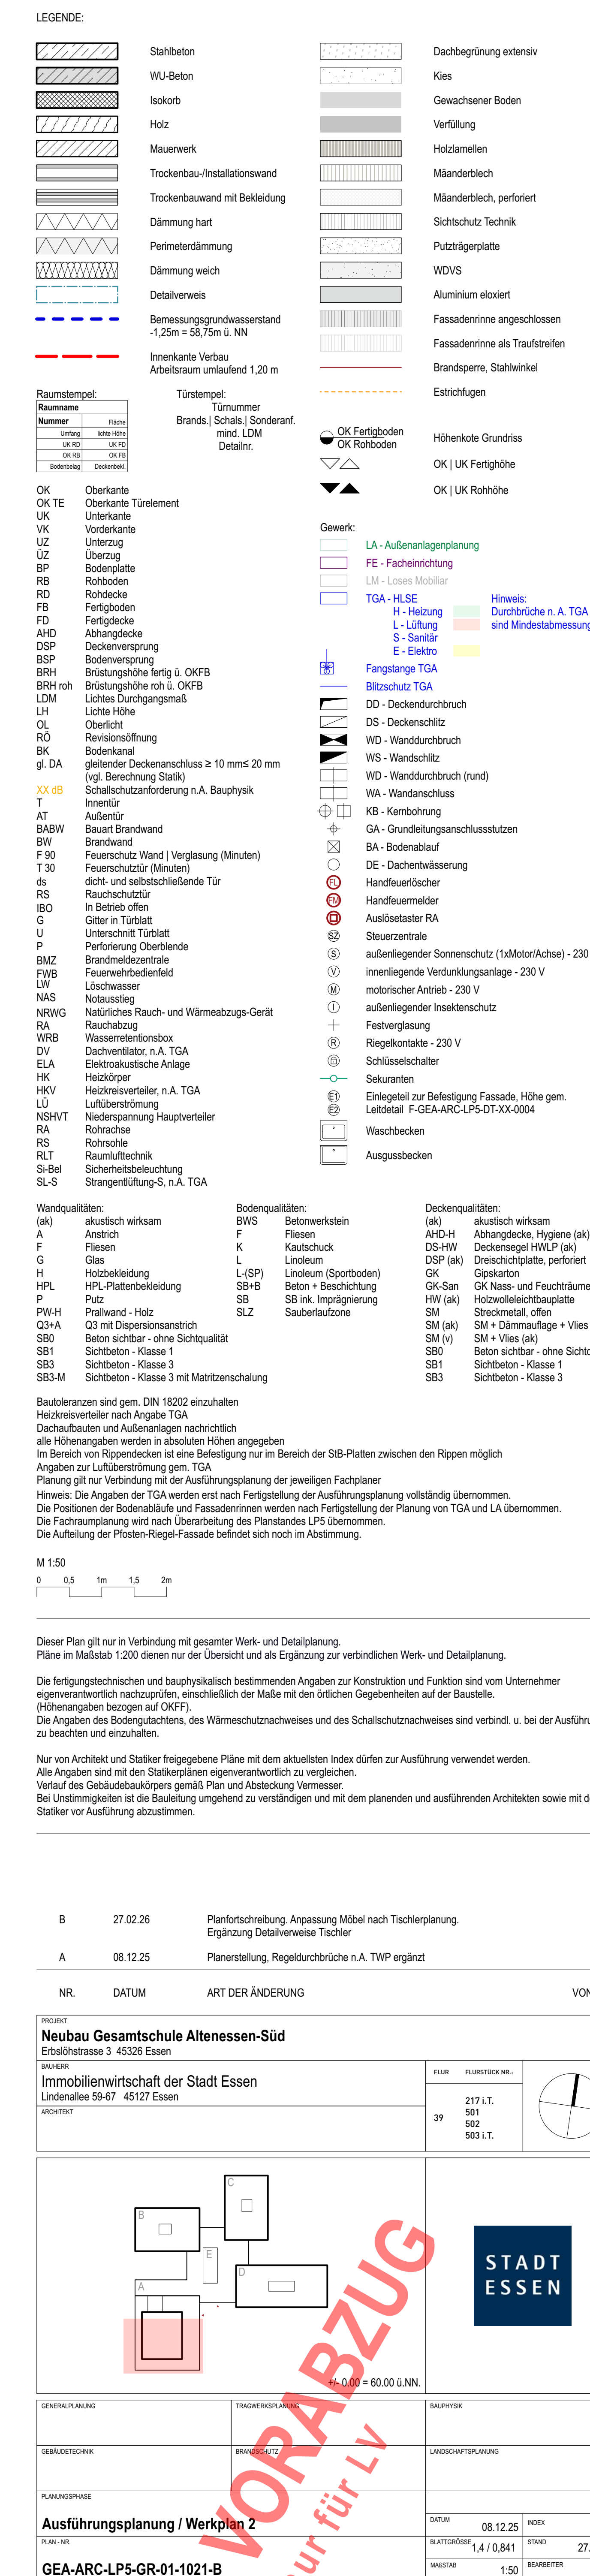 LEGENDE:
Stahlbeton
WU-Beton
Isokorb
Holz
Mauerwerk
Trockenbau-/Installationswand
Trockenbauwand mit Bekleidung
Dämmung hart
Perimeterdämmung
Dämmung weich
Detailverweis
Bemessungsgrundwasserstand
-1,25m = 58,75m ü. NN
Innenkante Verbau
Arbeitsraum umlaufend 1,20 m
Dachbegrünung extensiv
Kies
Gewachsener Boden
Verfüllung
Holzlamellen
Mäanderblech
Mäanderblech, perforiert
Sichtschutz Technik
Putzträgerplatte
WDVS
Aluminium eloxiert
Fassadenrinne angeschlossen
Fassadenrinne als Traufstreifen
Brandsperre, Stahlwinkel
Estrichfugen
Raumstempel:
Raumname
Nummer Fläche
Umfang lichte Höhe
UK RD UK FD
OK RB OK FB
Bodenbelag Deckenbekl.
Türstempel:
Türnummer
Brands.| Schals.| Sonderanf.
mind. LDM
Detailnr.
OK Fertigboden
OK Rohboden
Höhenkote Grundriss
OK | UK Fertighöhe
OK | UK Rohhöhe
OK Oberkante
OK TE Oberkante Türelement
UK Unterkante
VK Vorderkante
UZ Unterzug
ÜZ Überzug
BP Bodenplatte
RB Rohboden
RD Rohdecke
FB Fertigboden
FD Fertigdecke
AHD Abhangdecke
DSP Deckenversprung
BSP Bodenversprung
BRH Brüstungshöhe fertig ü. OKFB
BRH roh Brüstungshöhe roh ü. OKFB
LDM Lichtes Durchgangsmaß
LH Lichte Höhe
OL Oberlicht
RÖ Revisionsöffnung
BK Bodenkanal
gl. DA gleitender Deckenanschluss ≥ 10 mm≤ 20 mm
(vgl. Berechnung Statik)
XX dB Schallschutzanforderung n.A. Bauphysik
T Innentür
AT Außentür
BABW Bauart Brandwand
BW Brandwand
F 90 Feuerschutz Wand | Verglasung (Minuten)
T 30 Feuerschutztür (Minuten)
ds dicht- und selbstschließende Tür
RS Rauchschutztür
IBO In Betrieb offen
G Gitter in Türblatt
U Unterschnitt Türblatt
P Perforierung Oberblende
BMZ Brandmeldezentrale
FWB Feuerwehrbedienfeld
LW Löschwasser
NAS Notausstieg
NRWG Natürliches Rauch- und Wärmeabzugs-Gerät
RA Rauchabzug
WRB Wasserretentionsbox
DV Dachventilator, n.A. TGA
ELA Elektroakustische Anlage
HK Heizkörper
HKV Heizkreisverteiler, n.A. TGA
LÜ Luftüberströmung
NSHVT Niederspannung Hauptverteiler
RA Rohrachse
RS Rohrsohle
RLT Raumlufttechnik
Si-Bel Sicherheitsbeleuchtung
SL-S Strangentlüftung-S, n.A. TGA
Gewerk:
LA - Außenanlagenplanung
FE - Facheinrichtung
LM - Loses Mobiliar
TGA - HLSE
H - Heizung
L - Lüftung
S - Sanitär
E - Elektro
Hinweis:
Durchbrüche n. A. TGA
sind Mindestabmessung
Fangstange TGA
Blitzschutz TGA
DD - Deckendurchbruch
DS - Deckenschlitz
WD - Wanddurchbruch
WS - Wandschlitz
WD - Wanddurchbruch (rund)
WA - Wandanschluss
KB - Kernbohrung
GA - Grundleitungsanschlussstutzen
BA - Bodenablauf
DE - Dachentwässerung
FL Handfeuerlöscher
FM Handfeuermelder
Auslösetaster RA
SZ Steuerzentrale
S außenliegender Sonnenschutz (1xMotor/Achse) - 230
V innenliegende Verdunklungsanlage - 230 V
M motorischer Antrieb - 230 V
I außenliegender Insektenschutz
Festverglasung
R Riegelkontakte - 230 V
Schlüsselschalter
Sekuranten
E1 Einlegeteil zur Befestigung Fassade, Höhe gem.
E2 Leitdetail F-GEA-ARC-LP5-DT-XX-0004
Waschbecken
Ausgussbecken
Wandqualitäten:
(ak) akustisch wirksam
A Anstrich
F Fliesen
G Glas
H Holzbekleidung
HPL HPL-Plattenbekleidung
P Putz
PW-H Prallwand - Holz
Q3+A Q3 mit Dispersionsanstrich
SB0 Beton sichtbar - ohne Sichtqualität
SB1 Sichtbeton - Klasse 1
SB3 Sichtbeton - Klasse 3
SB3-M Sichtbeton - Klasse 3 mit Matritzenschalung
Bodenqualitäten:
BWS Betonwerkstein
F Fliesen
K Kautschuck
L Linoleum
L-(SP) Linoleum (Sportboden)
SB+B Beton + Beschichtung
SB SB ink. Imprägnierung
SLZ Sauberlaufzone
Deckenqualitäten:
(ak) akustisch wirksam
AHD-H Abhangdecke, Hygiene (ak)
DS-HW Deckensegel HWLP (ak)
DSP (ak) Dreischichtplatte, perforiert
GK Gipskarton
GK-San GK Nass- und Feuchträume
HW (ak) Holzwolleleichtbauplatte
SM Streckmetall, offen
SM (ak) SM + Dämmauflage + Vlies
SM (v) SM + Vlies (ak)
SB0 Beton sichtbar - ohne Sichtq
SB1 Sichtbeton - Klasse 1
SB3 Sichtbeton - Klasse 3
Bautoleranzen sind gem. DIN 18202 einzuhalten
Heizkreisverteiler nach Angabe TGA
Dachaufbauten und Außenlagen nachrichtlich
alle Höhenangaben werden in absoluten Höhen angegeben
Im Bereich von Rippendecken ist eine Befestigung nur im Bereich der StB-Platten zwischen den Rippen möglich
Angaben zur Luftüberströmung gem. TGA
Planung gilt nur Verbindung mit der Ausführungsplanung der jeweiligen Fachplaner
Hinweis: Die Angaben der TGA werden erst nach Fertigstellung der Ausführungsplanung vollständig übernommen.
Die Positionen der Bodenabläufe und Fassadenrinnen werden nach Fertigstellung der Planung von TGA und LA übernommen.
Die Fachraumplanung wird nach Überarbeitung des Planstandes LP5 übernommen.
Die Aufteilung der Pfosten-Riegel-Fassade befindet sich noch im Abstimmung.
M 1:50
0 0,5 1m 1,5 2m
Dieser Plan gilt nur in Verbindung mit gesamter Werk- und Detailplanung.
Pläne im Maßstab 1:200 dienen nur der Übersicht und als Ergänzung zur verbindlichen Werk- und Detailplanung.
Die fertigungstechnischen und bauphysikalisch bestimmenden Angaben zur Konstruktion und Funktion sind vom Unternehmer
eigenverantwortlich nachzuprüfen, einschließlich der Maße mit den örtlichen Gegebenheiten auf der Baustelle.
(Höhenangaben bezogen auf OKFF).
Die Angaben des Bodengutachtens, des Wärmeschutznachweises und des Schallschutznachweises sind verbindl. u. bei der Ausführu
zu beachten und einzuhalten.
Nur von Architekt und Statiker freigegebene Pläne mit dem aktuellsten Index dürfen zur Ausführung verwendet werden.
Alle Angaben sind mit den Statikerplänen eigenverantwortlich zu vergleichen.
Verlauf des Gebäudebaukörpers gemäß Plan und Absteckung Vermesser.
Bei Unstimmigkeiten ist die Bauleitung umgehend zu verständigen und mit dem planenden und ausführenden Architekten sowie mit d
Statiker vor Ausführung abzustimmen.
B 27.02.26 Planfortschreibung. Anpassung Möbel nach Tischlerplanung.
Ergänzung Detailverweise Tischler
A 08.12.25 Planerstellung, Regeldurchbrüche n.A. TWP ergänzt
NR. DATUM ART DER ÄNDERUNG VON
PROJEKT
Neubau Gesamtschule Altenessen-Süd
Erbslöhstrasse 3 45326 Essen
BAUHERR
Immobilienwirtschaft der Stadt Essen
Lindenallee 59-67 45127 Essen
ARCHITEKT
FLUR FLURSTÜCK NR.:
39
217 i.T.
501
502
503 i.T.
C
B
E
D
A
+/- 0.00 = 60.00 ü.NN.
STADT
ESSEN
VORABZUG
nur für LV
GENERALPLANUNG TRAGWERKSPLANUNG BAUPHYSIK
GEBÄUDETECHNIK BRANDSCHUTZ LANDSCHAFTSPLANUNG
PLANUNGSPHASE
Ausführungsplanung / Werkplan 2
DATUM 08.12.25 INDEX
PLAN - NR.
BLATTGRÖSSE 1,4 / 0,841 STAND 27.
GEA-ARC-LP5-GR-01-1021-B
MAßSTAB 1:50 BEARBEITER